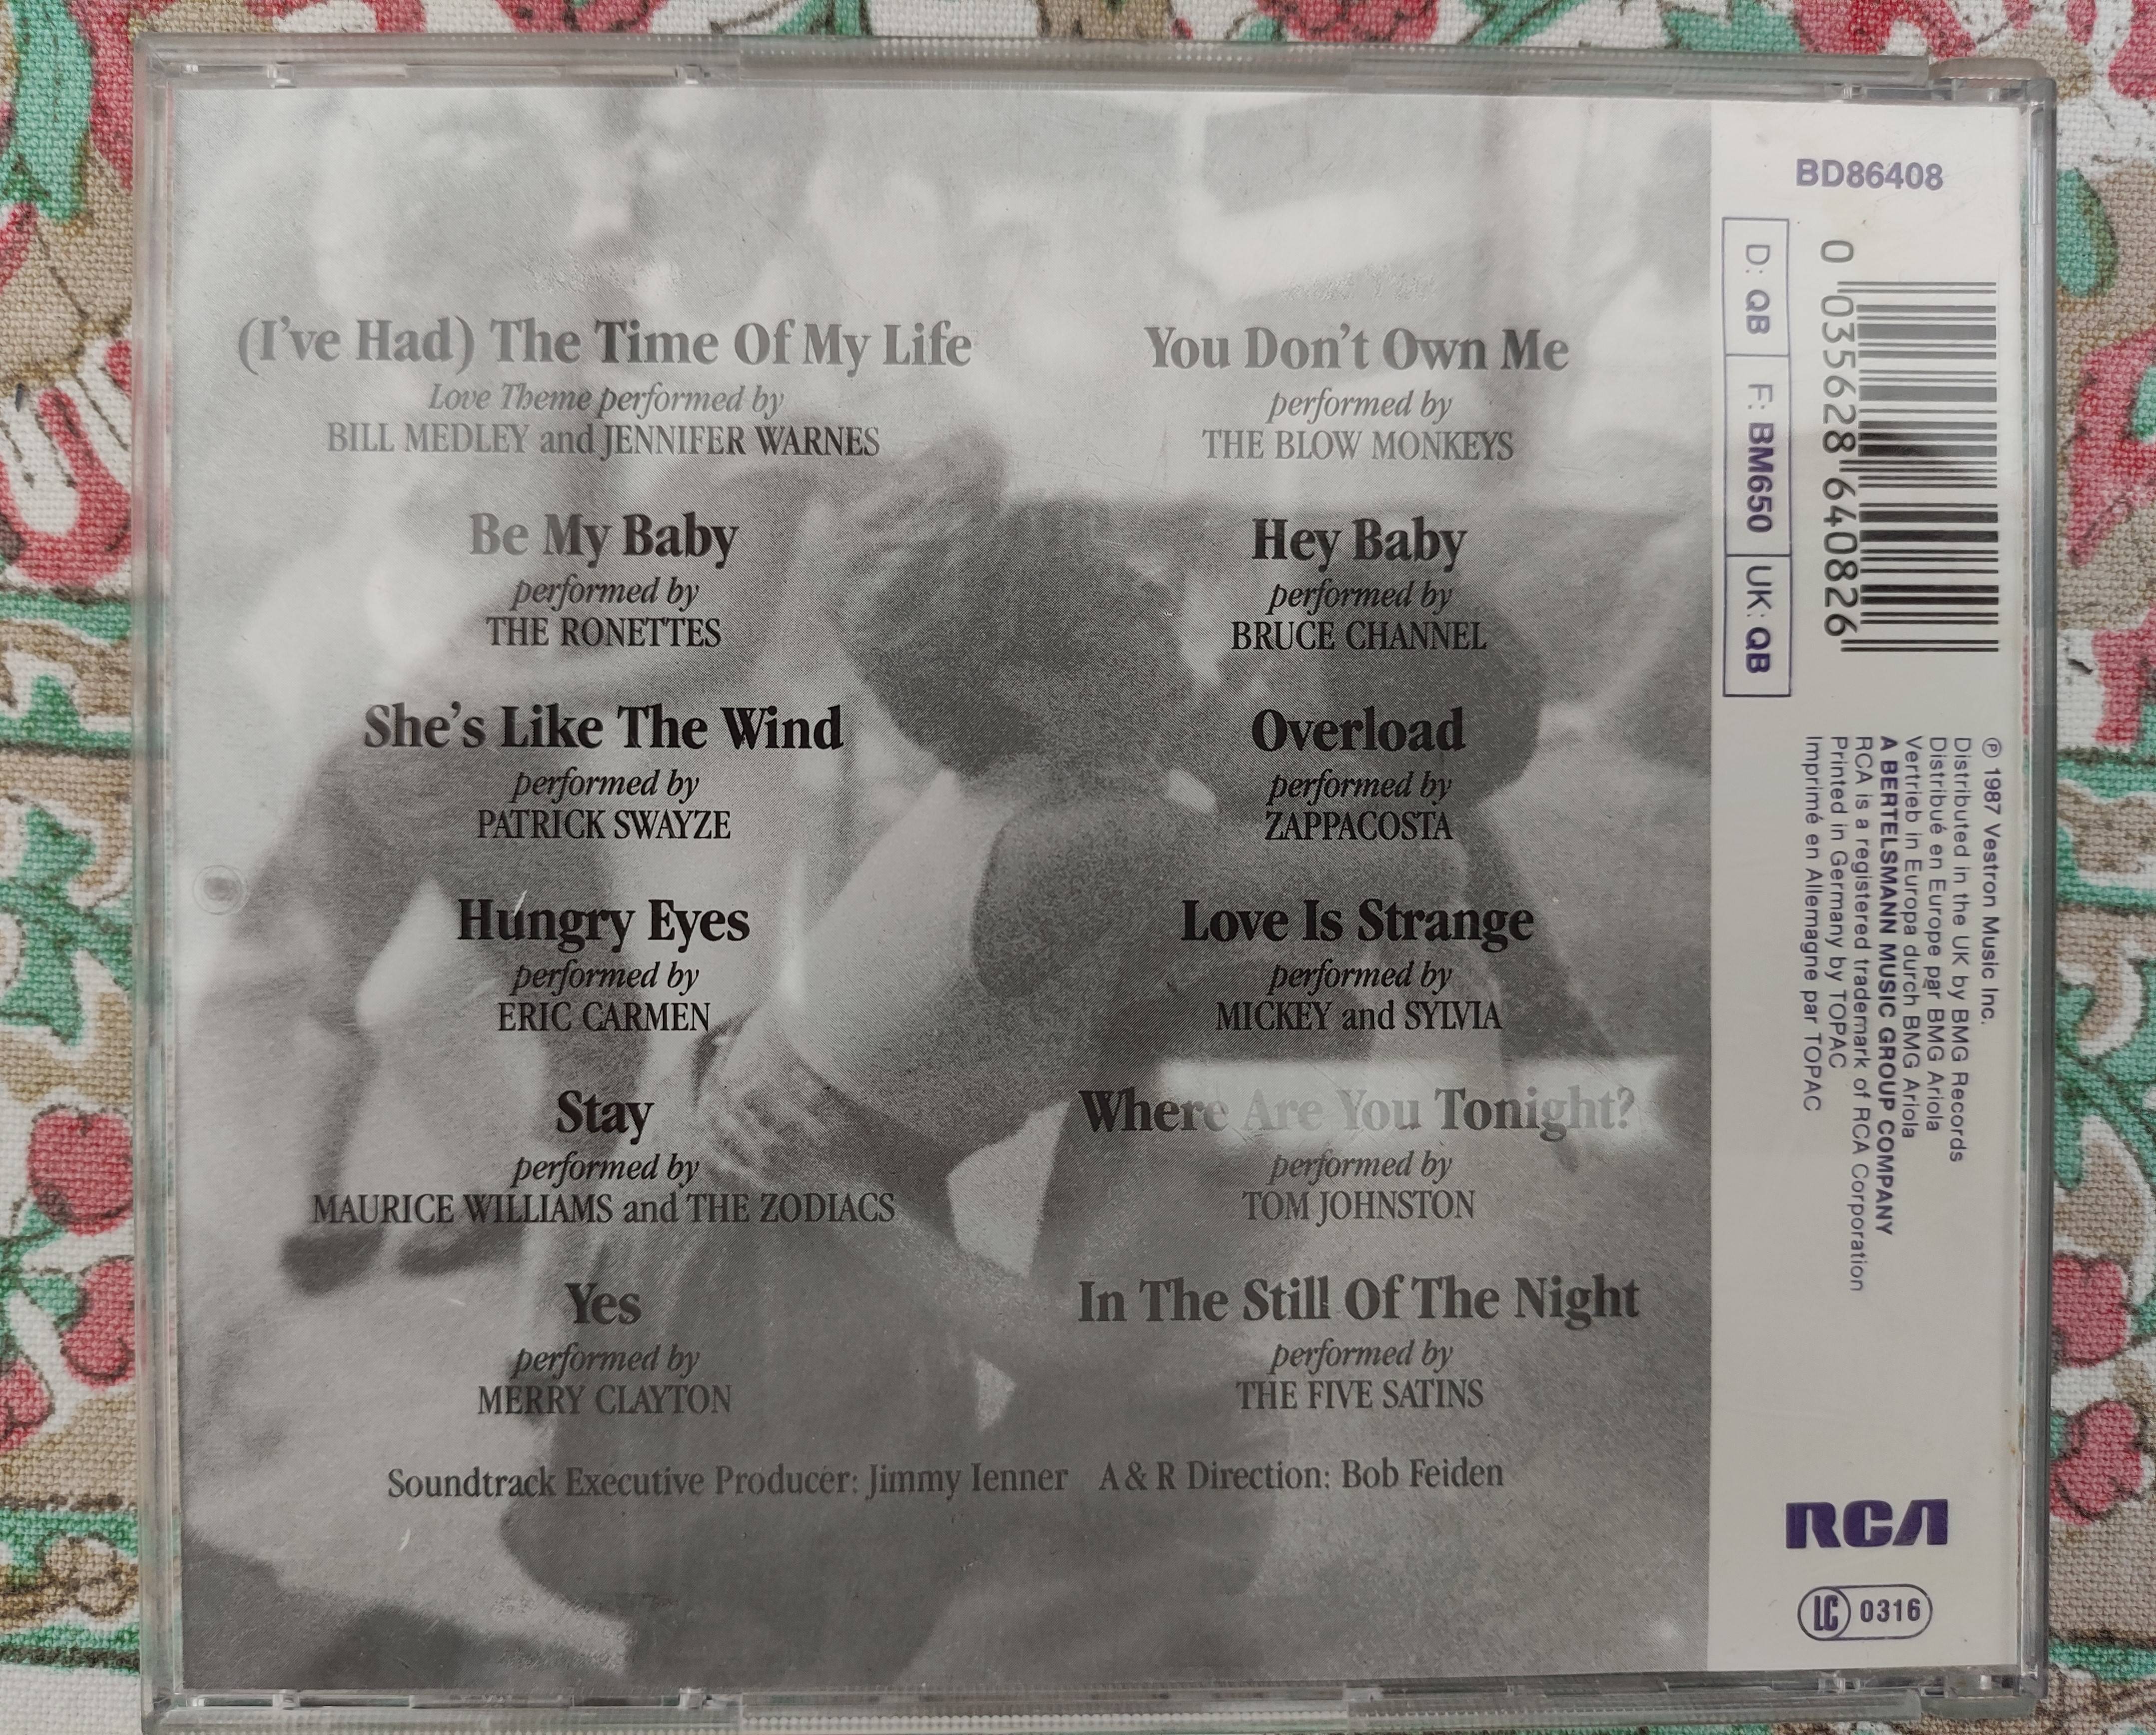 (I've Had) The Time Of My Life
Love Theme performed by
BILL MEDLEY and JENNIFER WARNES
Be My Baby
performed by
THE RONETTES
She's Like The Wind
performed by
PATRICK SWAYZE
Hungry Eyes
performed by
ERIC CARMEN
Stay
performed by
MAURICE WILLIAMS and THE ZODIACS
Yes
performed by
MERRY CLAYTON
You Don't Own Me
performed by
THE BLOW MONKEYS
Hey Baby
performed by
BRUCE CHANNEL
Overload
performed by
ZAPPACOSTA
Love Is Strange
performed by
MICKEY and SYLVIA
Where Are You Tonight?
performed by
TOM JOHNSTON
In The Still Of The Night
performed by
THE FIVE SATINS
Soundtrack Executive Producer: Jimmy Ienner A & R Direction: Bob Feiden
BD86408
0 035628 640826
D: QB F: BM650 UK: QB
℗ 1987 Vestron Music Inc.
Distributed in the UK by BMG Records
Distribué en Europe par BMG Ariola
Vertrieb in Europa durch BMG Ariola
A BERTELSMANN MUSIC GROUP COMPANY
RCA is a registered trademark of RCA Corporation
Printed in Germany by TOPAC
Imprimé en Allemagne par TOPAC
RCA
LC 0316